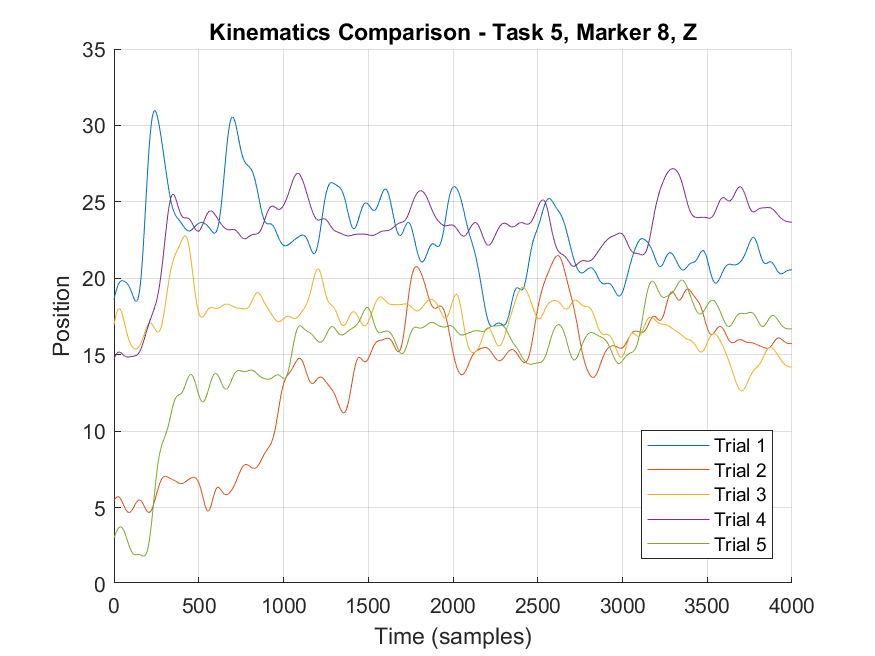 Kinematics Comparison - Task 5, Marker 8, Z
35
30
25
20
15
10
5
0
Position
Trial 1
Trial 2
Trial 3
Trial 4
Trial 5
0 500 1000 1500 2000 2500 3000 3500 4000
Time (samples)